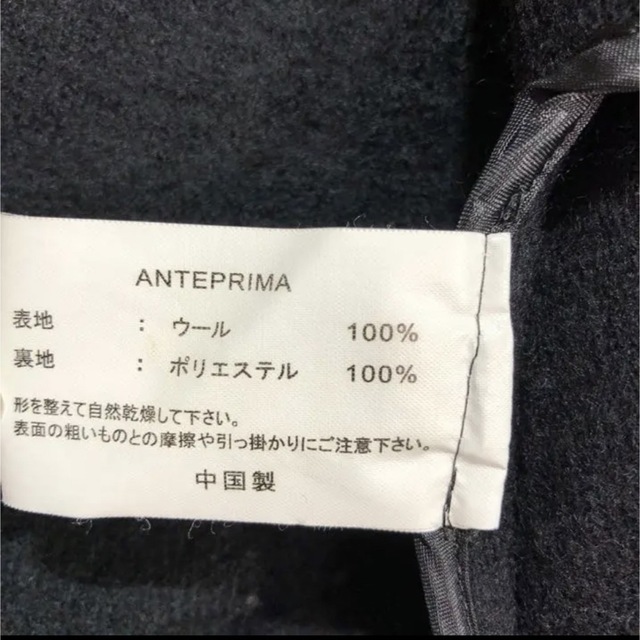 ANTEPRIMA
表地 : ウール 100%
裏地 : ポリエステル 100%
形を整えて自然乾燥して下さい。
表面の粗いものとの摩擦や引っ掛かりにご注意下さい。
中国製